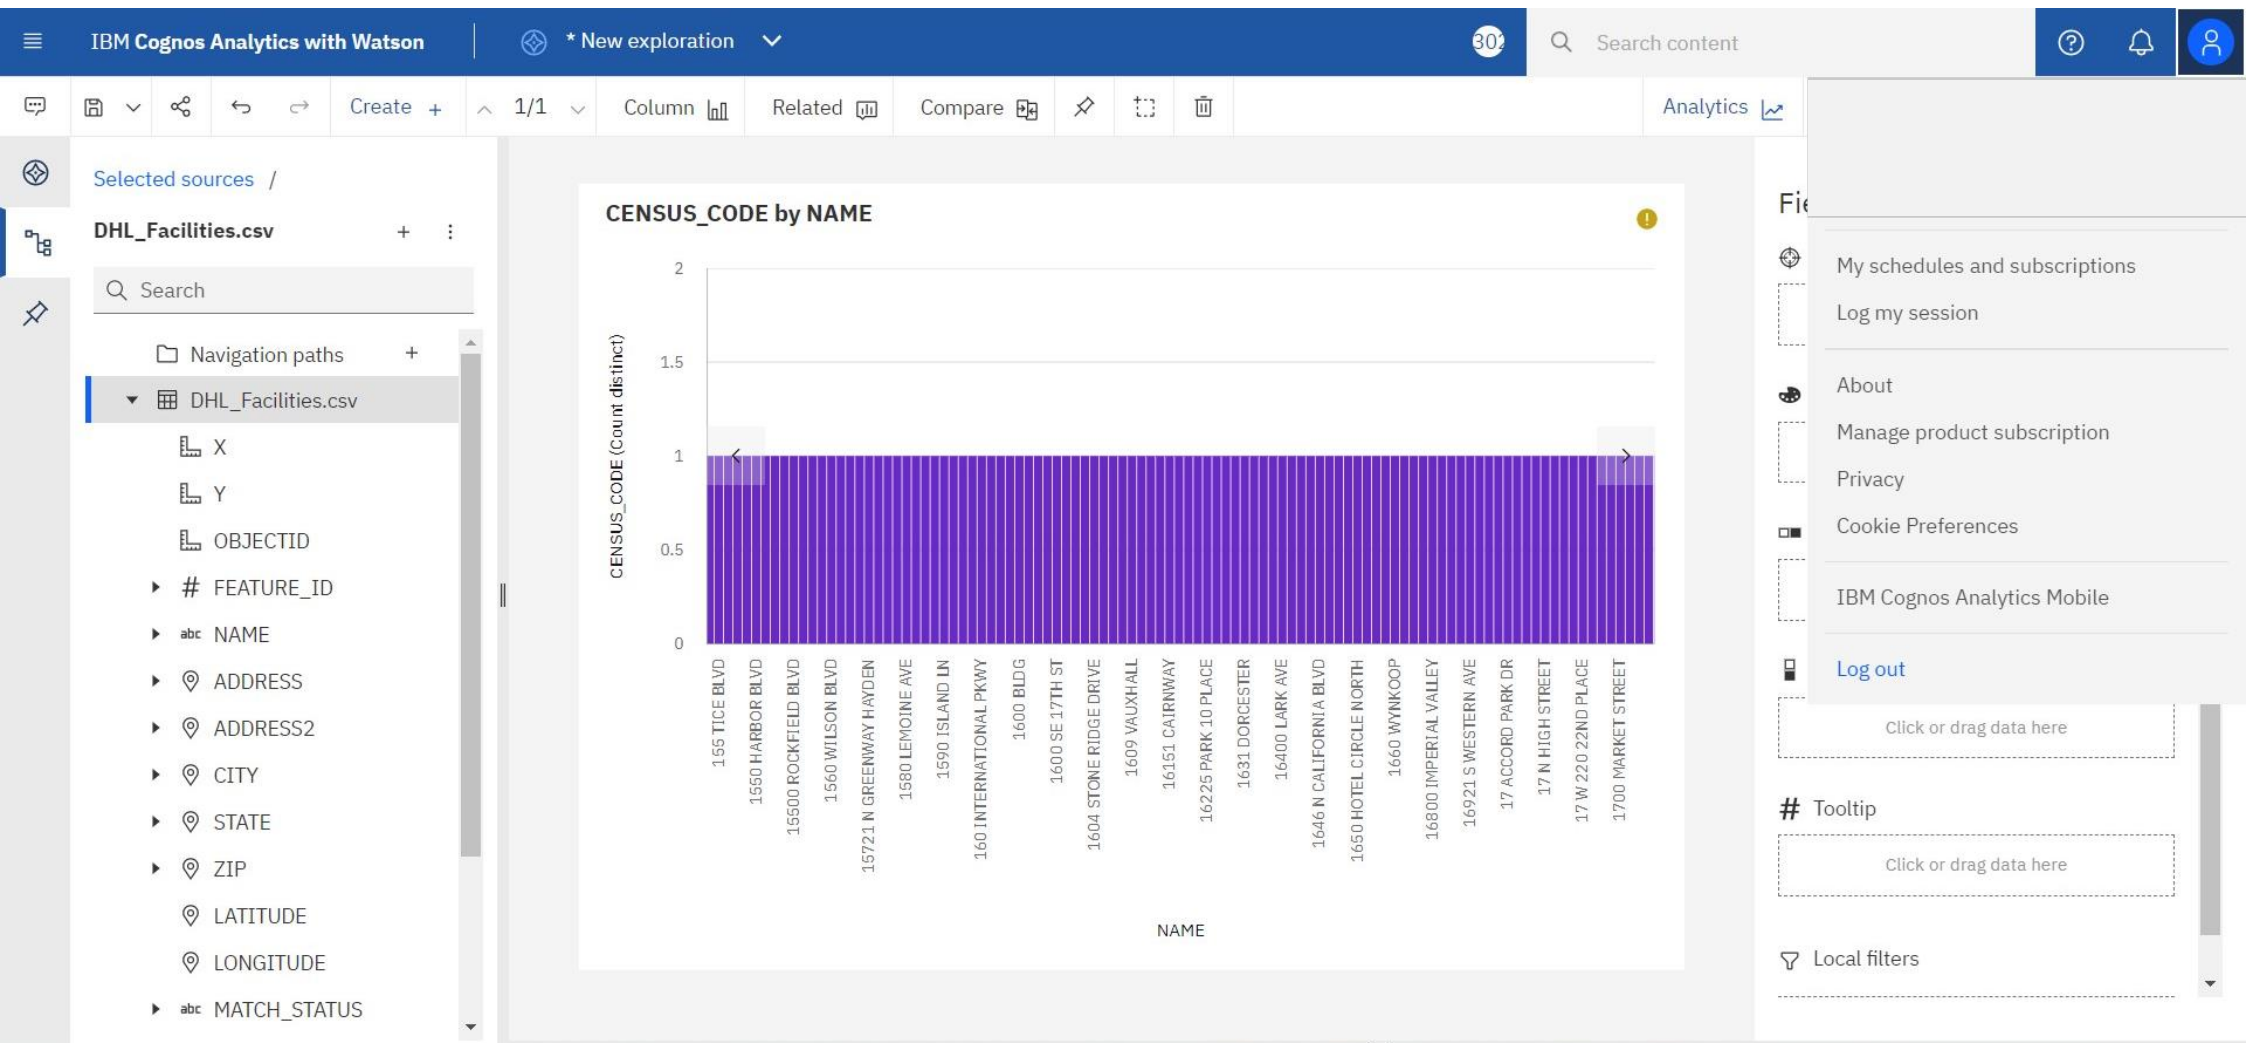 IBM Cognos Analytics with Watson
* New exploration
302
Search content
Create +
1/1
Column
Related
Compare
Analytics
Selected sources /
DHL_Facilities.csv
Search
Navigation paths
DHL_Facilities.csv
X
Y
OBJECTID
# FEATURE_ID
abc NAME
ADDRESS
ADDRESS2
CITY
STATE
ZIP
LATITUDE
LONGITUDE
abc MATCH_STATUS
CENSUS_CODE by NAME
CENSUS_CODE (Count distinct)
2
1.5
1
0.5
0
155 TICE BLVD
1550 HARBOR BLVD
15500 ROCKFIELD BLVD
1560 WILSON BLVD
15721 N GREENWAY HAYDEN
1580 LEMOINE AVE
1590 ISLAND LN
160 INTERNATIONAL PKWY
1600 BLDG
1600 SE 17TH ST
1604 STONE RIDGE DRIVE
1609 VAUXHALL
16151 CAIRNWAY
16225 PARK 10 PLACE
1631 DORCESTER
16400 LARK AVE
1646 N CALIFORNIA BLVD
1650 HOTEL CIRCLE NORTH
1660 WYNKOOP
16800 IMPERIAL VALLEY
16921 S WESTERN AVE
17 ACCORD PARK DR
17 N HIGH STREET
17 W 220 22ND PLACE
1700 MARKET STREET
NAME
Fie
My schedules and subscriptions
Log my session
About
Manage product subscription
Privacy
Cookie Preferences
IBM Cognos Analytics Mobile
Log out
Click or drag data here
# Tooltip
Click or drag data here
Local filters